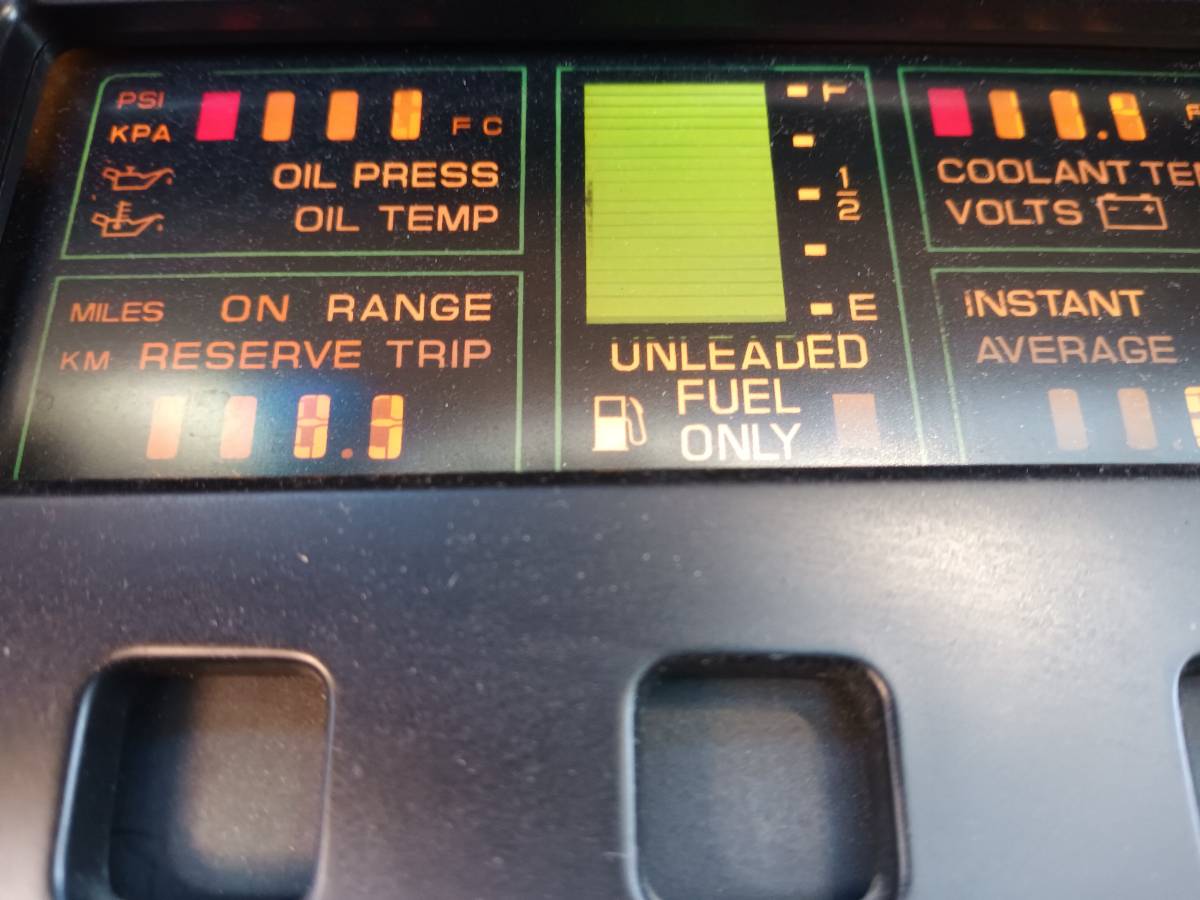 PSI
KPA
F C
OIL PRESS
OIL TEMP
MILES ON RANGE
KM RESERVE TRIP
F
1
2
E
UNLEADED
FUEL
ONLY
COOLANT
VOLTS
INSTANT
AVERAGE